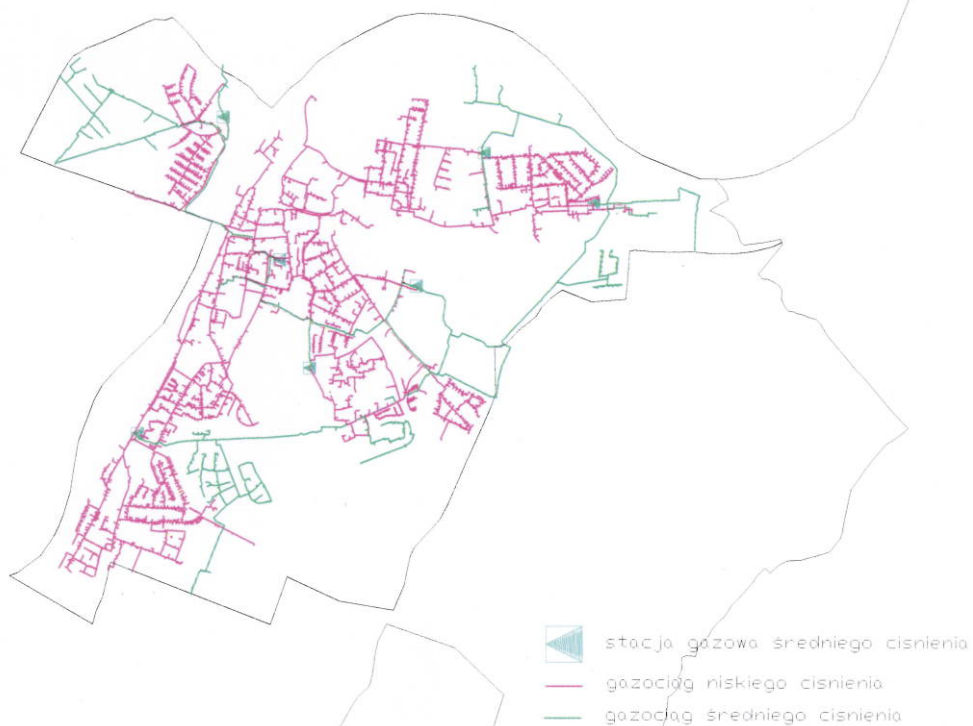 stacja gazowa średniego cisnienia
gazociąg niskiego cisnienia
gazociąg średniego cisnienia